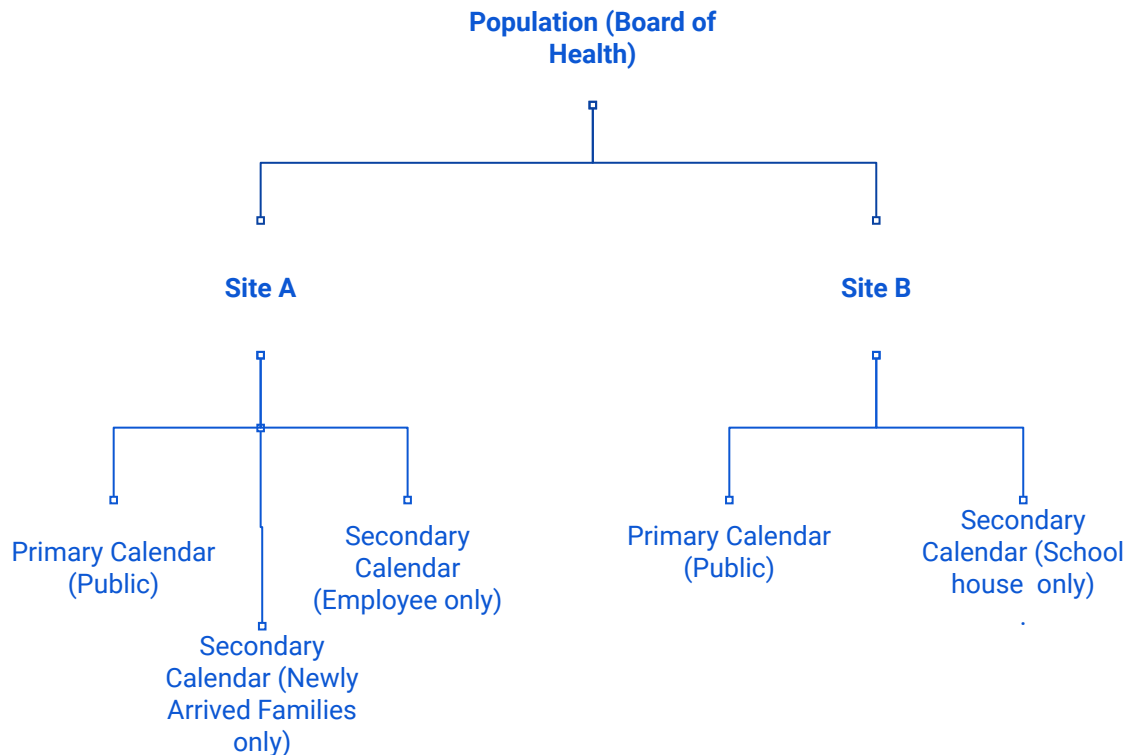 Population (Board of
Health)
Site A
Site B
Primary Calendar
(Public)
Secondary
Calendar
(Employee only)
Secondary
Calendar (Newly
Arrived Families
only)
Primary Calendar
(Public)
Secondary
Calendar (School
house  only)
.